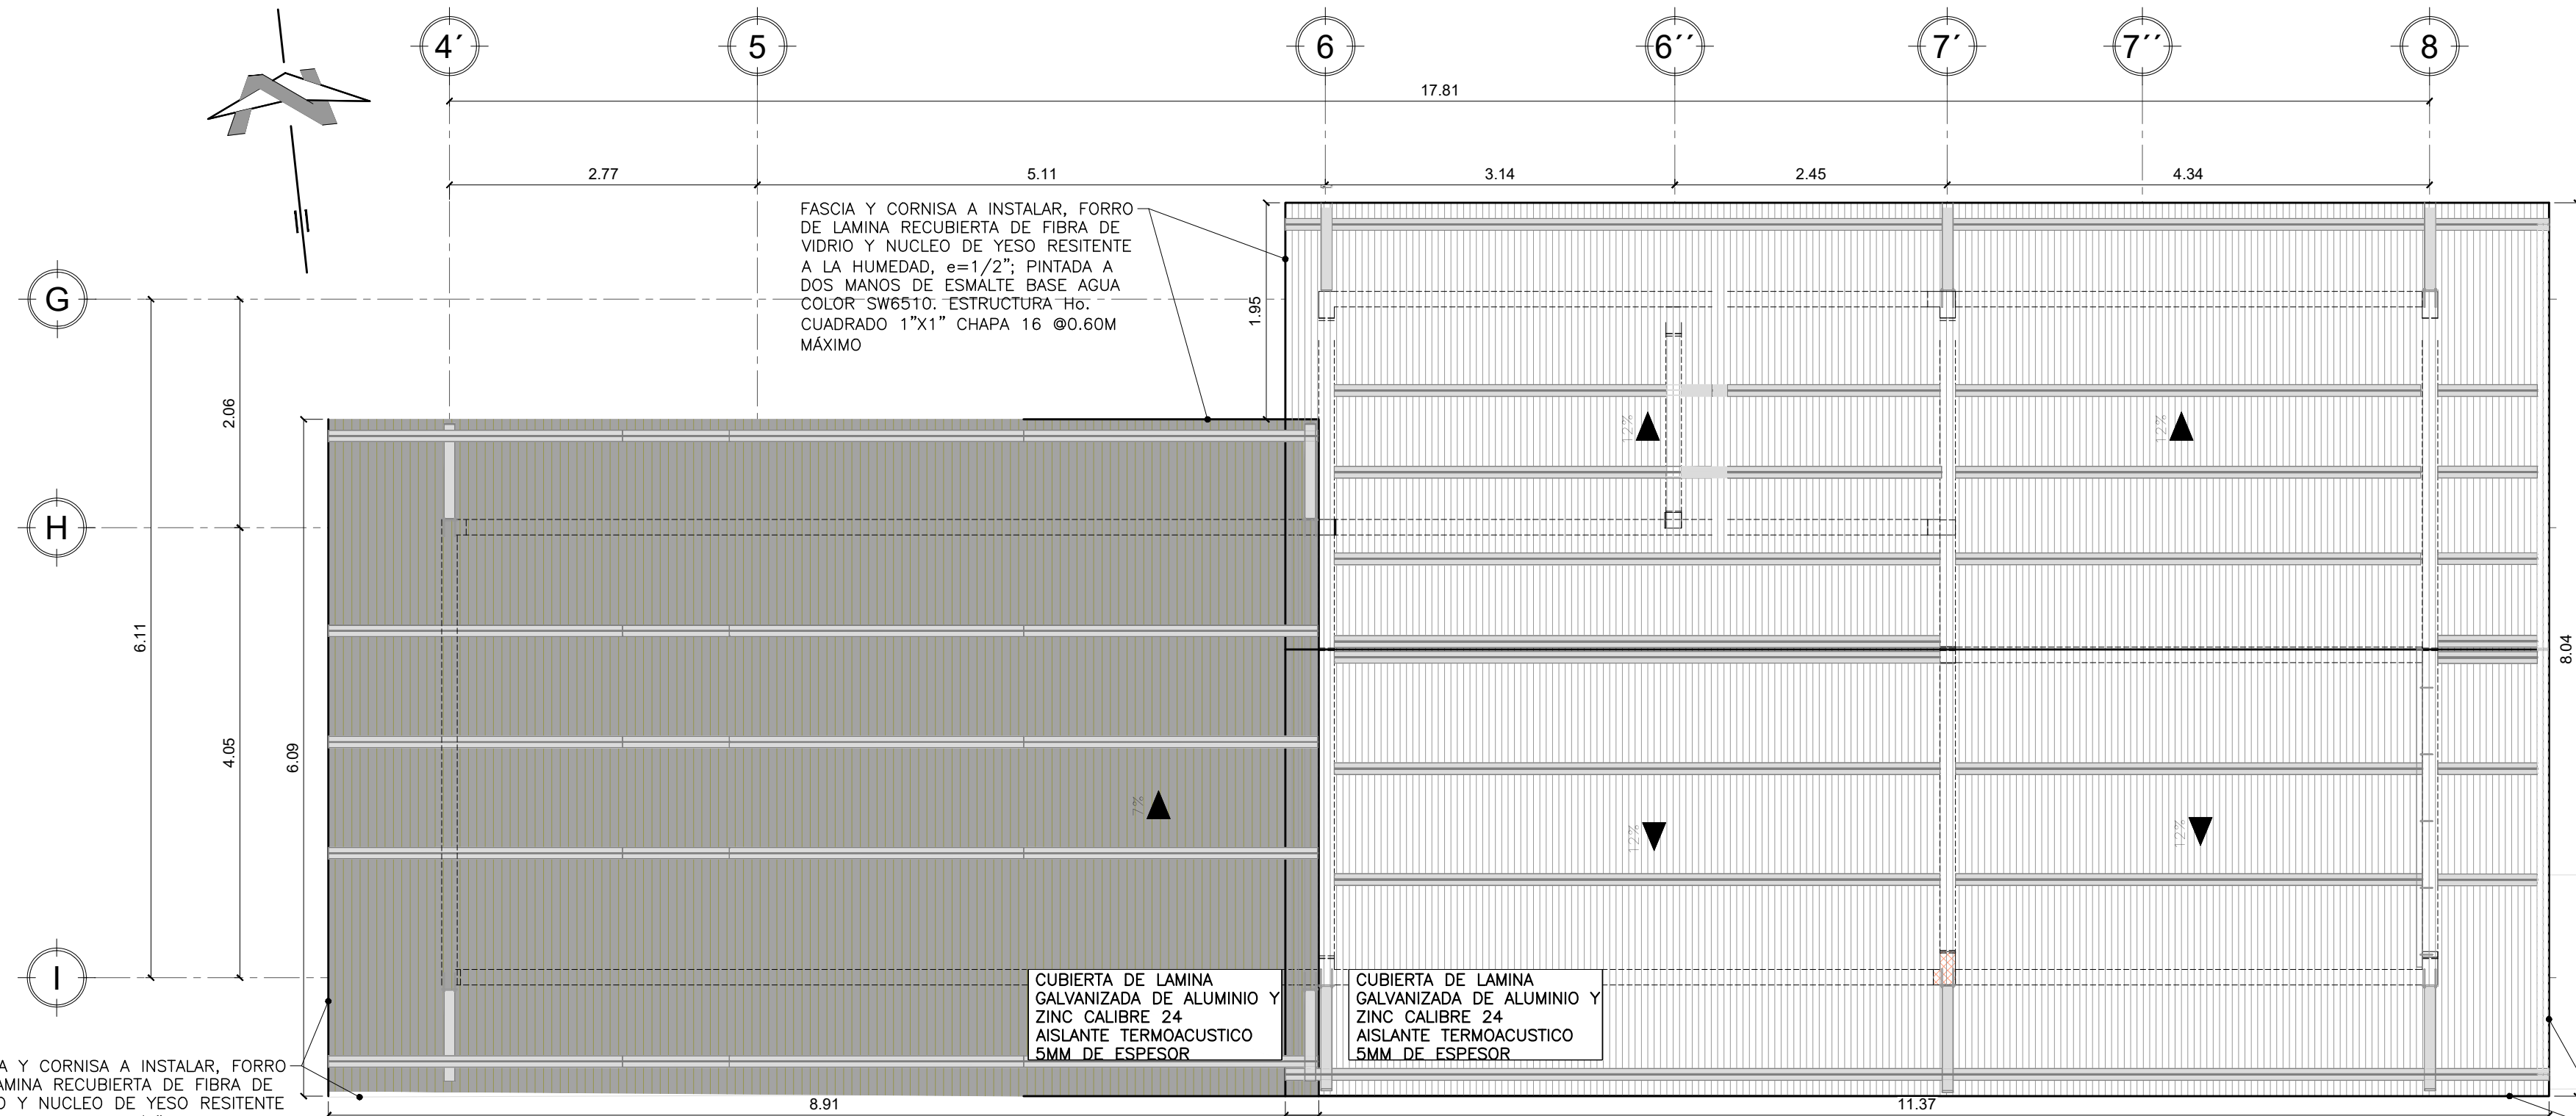 4´ 5 6 6´´ 7´ 7´´ 8
17.81
2.77 5.11 3.14 2.45 4.34
FASCIA Y CORNISA A INSTALAR, FORRO
DE LAMINA RECUBIERTA DE FIBRA DE
VIDRIO Y NUCLEO DE YESO RESITENTE
A LA HUMEDAD, e=1/2"; PINTADA A
DOS MANOS DE ESMALTE BASE AGUA
COLOR SW6510. ESTRUCTURA Ho.
CUADRADO 1"X1" CHAPA 16 @0.60M
MÁXIMO
1.95
G
2.06
12%
12%
H
6.11
8.04
4.05
6.09
7%
12%
12%
I
CUBIERTA DE LAMINA
GALVANIZADA DE ALUMINIO Y
ZINC CALIBRE 24
AISLANTE TERMOACUSTICO
5MM DE ESPESOR
CUBIERTA DE LAMINA
GALVANIZADA DE ALUMINIO Y
ZINC CALIBRE 24
AISLANTE TERMOACUSTICO
5MM DE ESPESOR
Y CORNISA A INSTALAR, FORRO
RECUBIERTA DE FIBRA DE
Y NUCLEO DE YESO RESITENTE
8.91 11.37